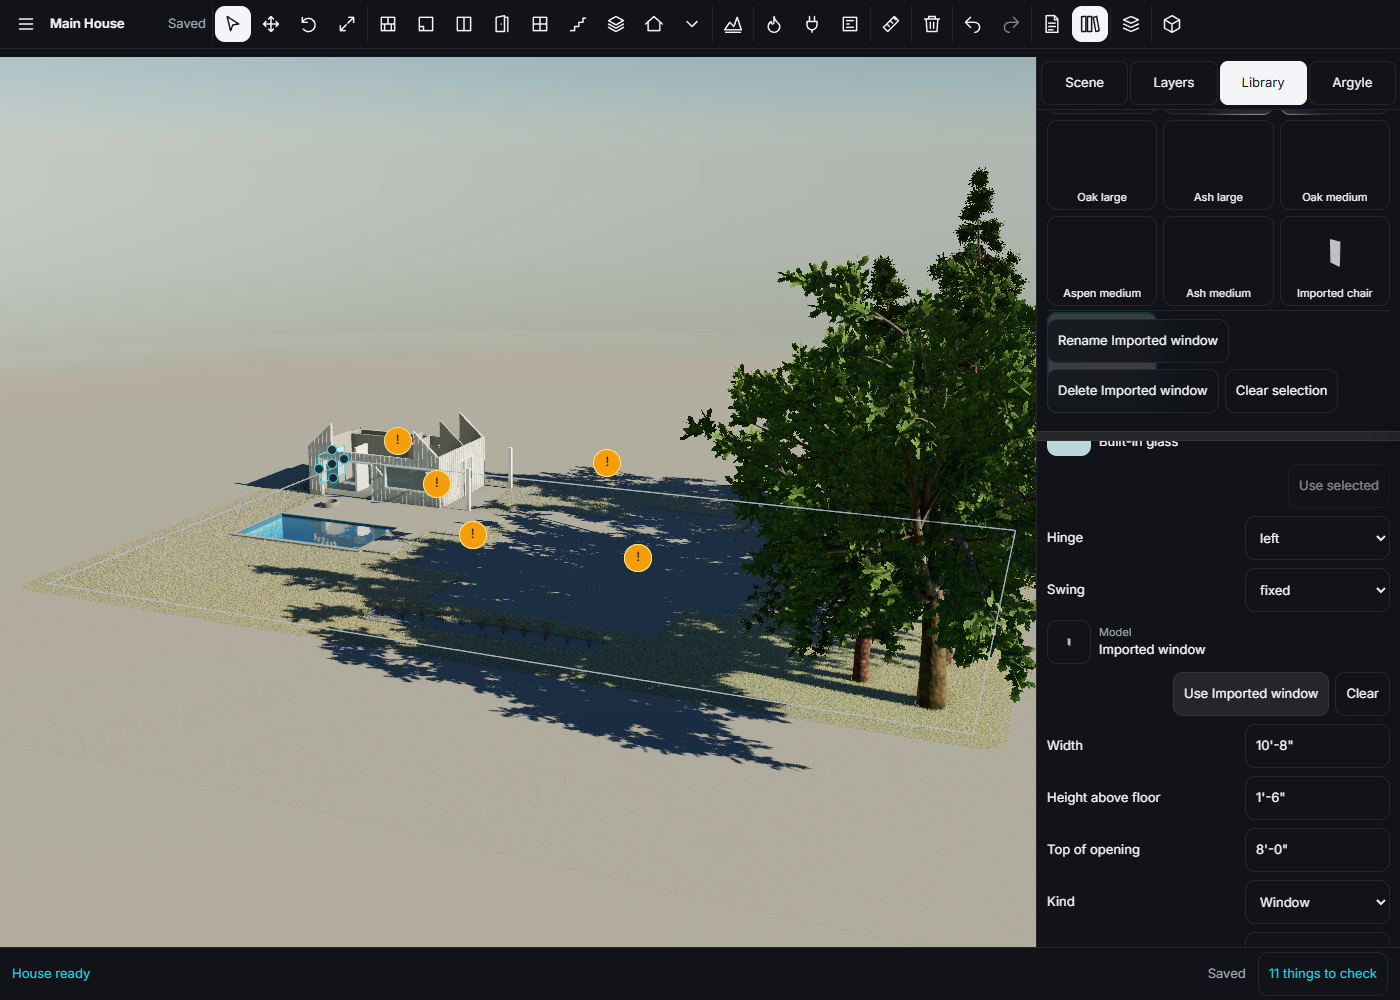 Main House
Saved
Scene
Layers
Library
Argyle
Oak large
Ash large
Oak medium
Aspen medium
Ash medium
Imported chair
Rename Imported window
Delete Imported window
Clear selection
Built-in glass
Use selected
Hinge
left
Swing
fixed
Model
Imported window
Use Imported window
Clear
Width
10'-8"
Height above floor
1'-6"
Top of opening
8'-0"
Kind
Window
!
!
!
!
!
House ready
Saved
11 things to check